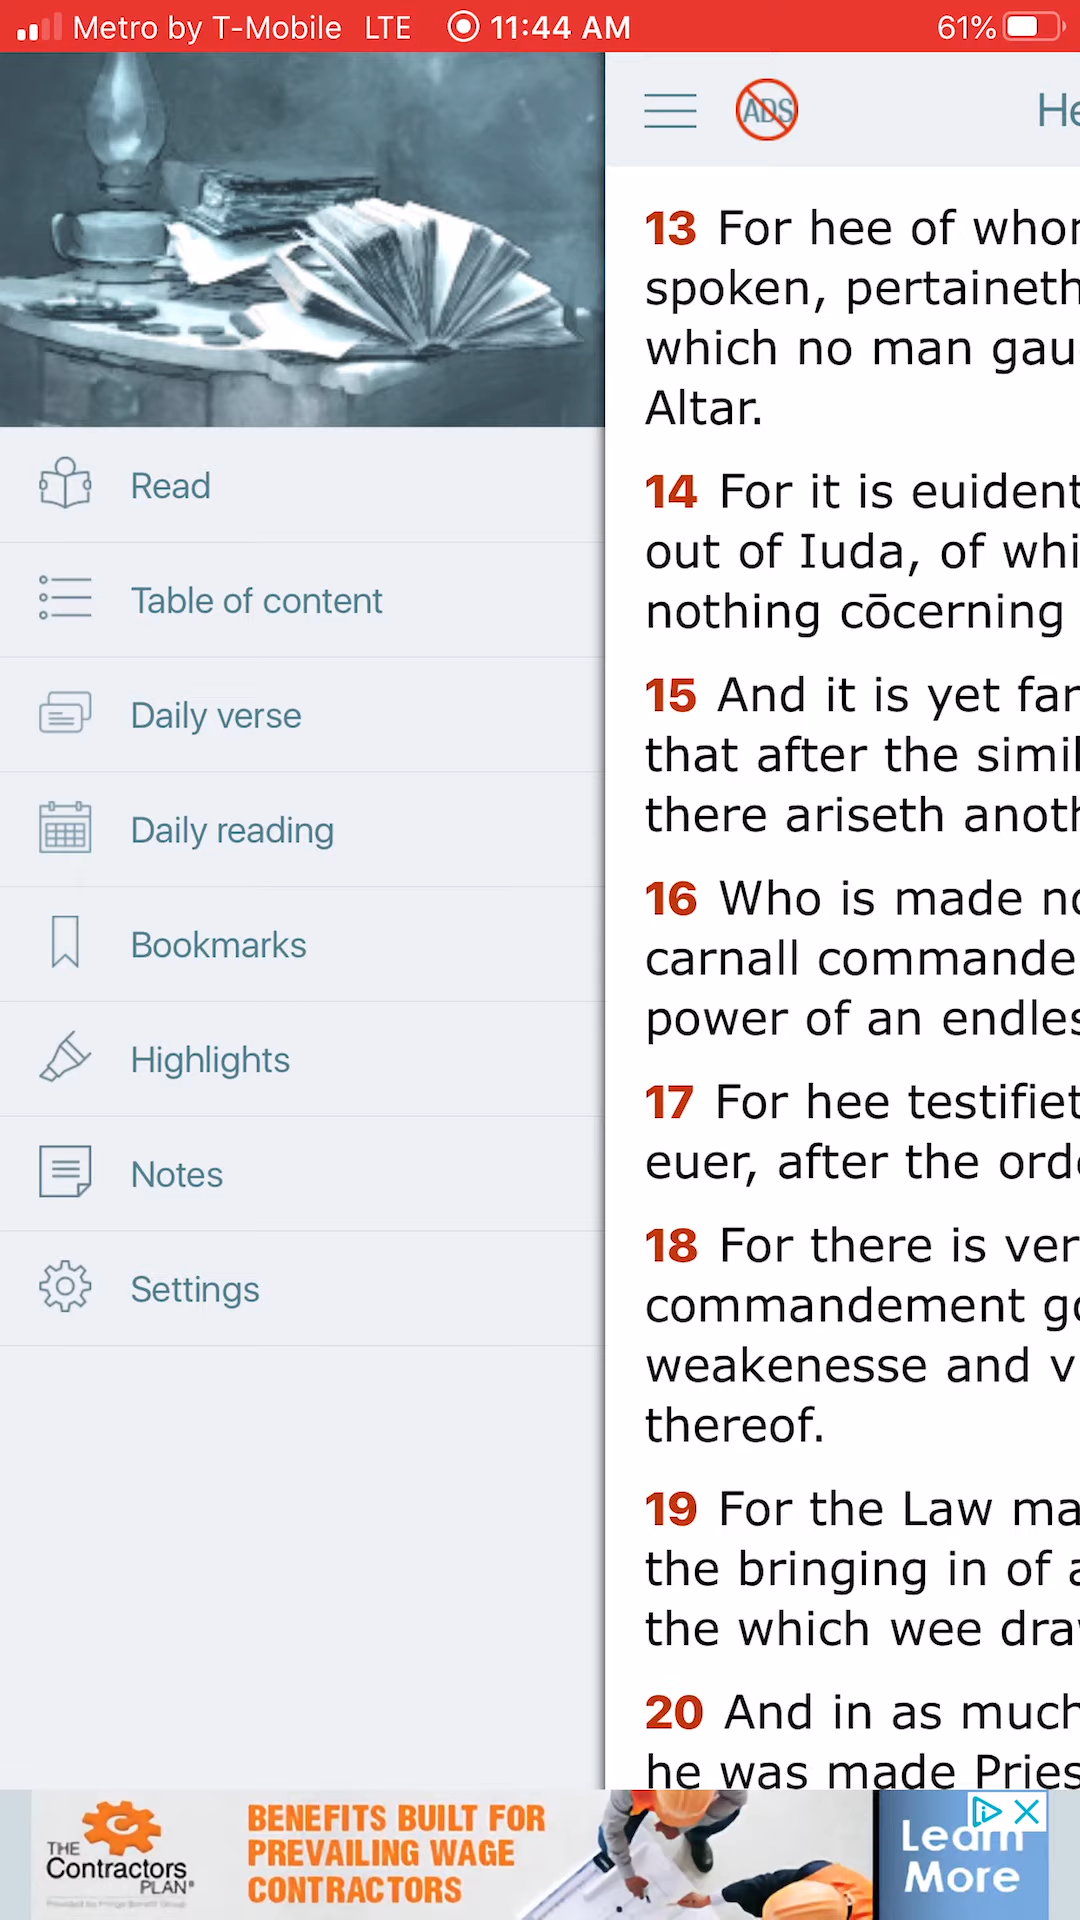 Metro by T-Mobile LTE 11:44 AM 61%
ADS
He
Read
Table of content
Daily verse
Daily reading
Bookmarks
Highlights
Notes
Settings
13 For hee of whom
spoken, pertaineth
which no man gau
Altar.
14 For it is euident
out of Iuda, of whi
nothing cōcerning
15 And it is yet far
that after the simil
there ariseth anoth
16 Who is made no
carnall commande
power of an endles
17 For hee testifiet
euer, after the orde
18 For there is ver
commandement go
weakenesse and v
thereof.
19 For the Law ma
the bringing in of a
the which wee draw
20 And in as much
he was made Pries
THE
Contractors
PLAN
BENEFITS BUILT FOR
PREVAILING WAGE
CONTRACTORS
Learn
More